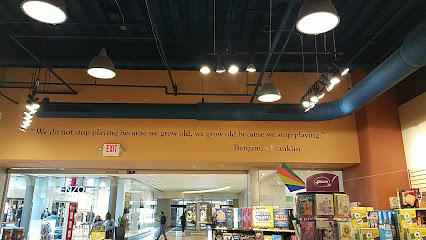 "We do not stop playing because we grow old, we grow old because we stop playing."
—Benjamin Franklin
EXIT
ENZO